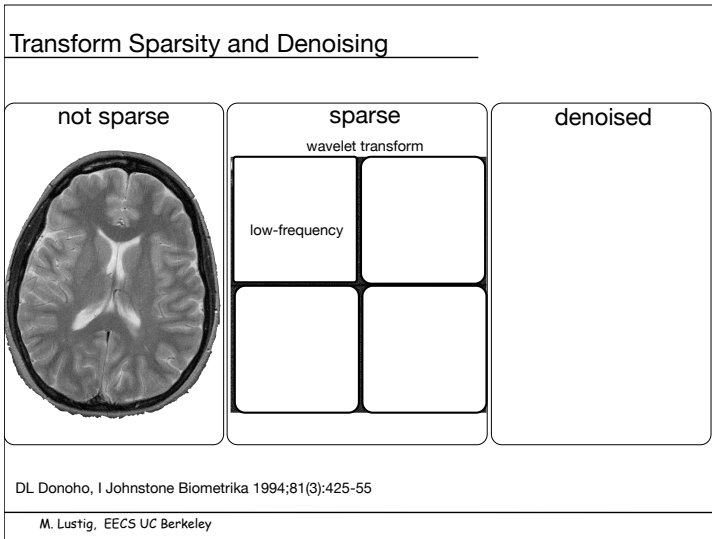 Transform Sparsity and Denoising
not sparse
sparse
denoised
wavelet transform
low-frequency
DL Donoho, I Johnstone Biometrika 1994;81(3):425-55
M. Lustig, EECS UC Berkeley